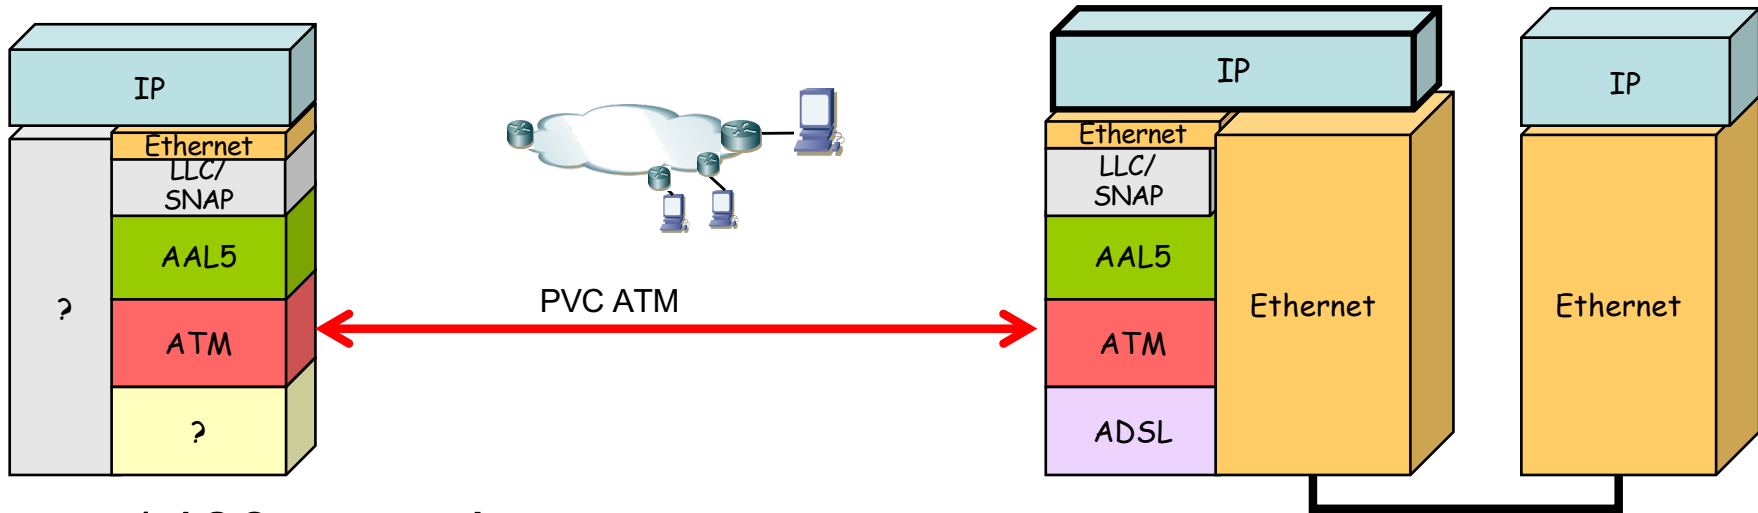 IP
Ethernet
LLC/
SNAP
AAL5
?
ATM
?
PVC ATM
IP
Ethernet
LLC/
SNAP
AAL5
Ethernet
ATM
ADSL
IP
Ethernet